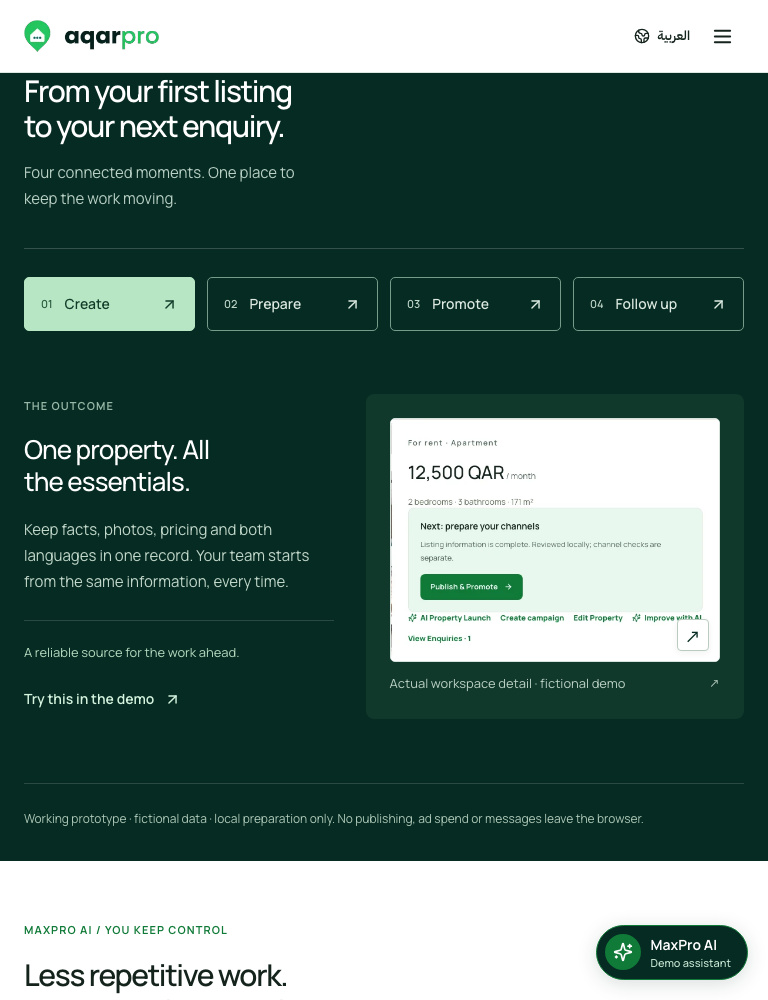 aqarpro
العربية
From your first listing
to your next enquiry.
Four connected moments. One place to
keep the work moving.
01 Create
02 Prepare
03 Promote
04 Follow up
THE OUTCOME
One property. All
the essentials.
Keep facts, photos, pricing and both
languages in one record. Your team starts
from the same information, every time.
A reliable source for the work ahead.
Try this in the demo
For rent · Apartment
12,500 QAR / month
2 bedrooms · 3 bathrooms · 171 m²
Next: prepare your channels
Listing information is complete. Reviewed locally; channel checks are
separate.
Publish & Promote →
AI Property Launch Create campaign Edit Property Improve with AI
View Enquiries · 1
Actual workspace detail · fictional demo ↗
Working prototype · fictional data · local preparation only. No publishing, ad spend or messages leave the browser.
MAXPRO AI / YOU KEEP CONTROL
Less repetitive work.
MaxPro AI
Demo assistant